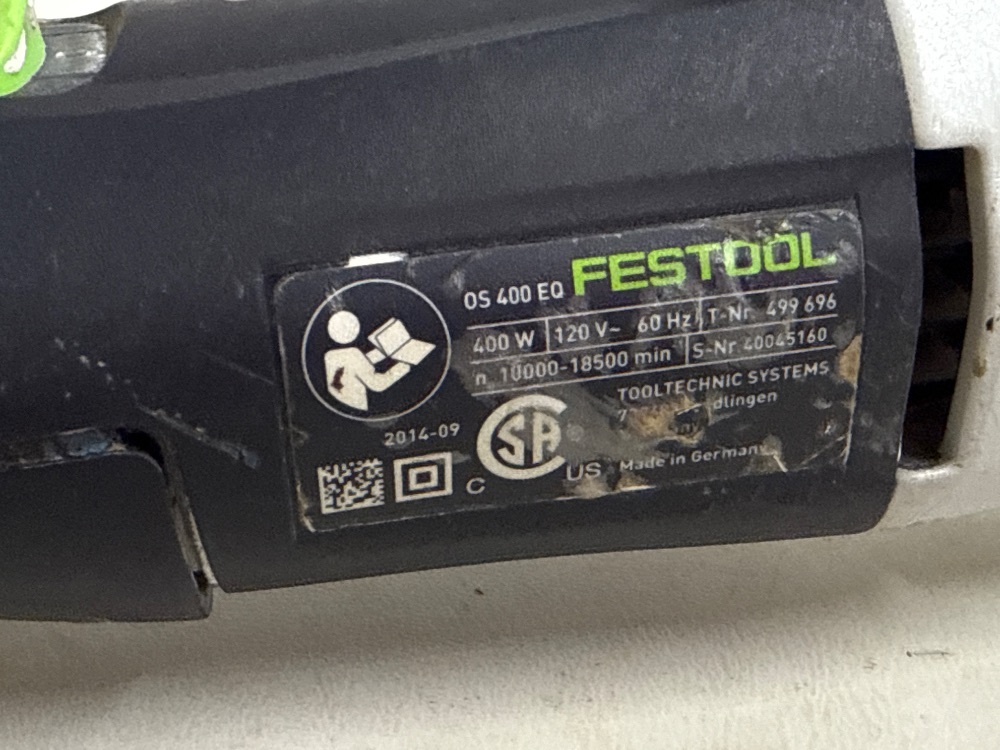 OS 400 EQ FESTOOL
400 W 120 V~ 60 Hz T-Nr. 499 696
n 10000-18500 min S-Nr 40045160
TOOLTECHNIC SYSTEMS
2014-09
C SA US
Made in Germany